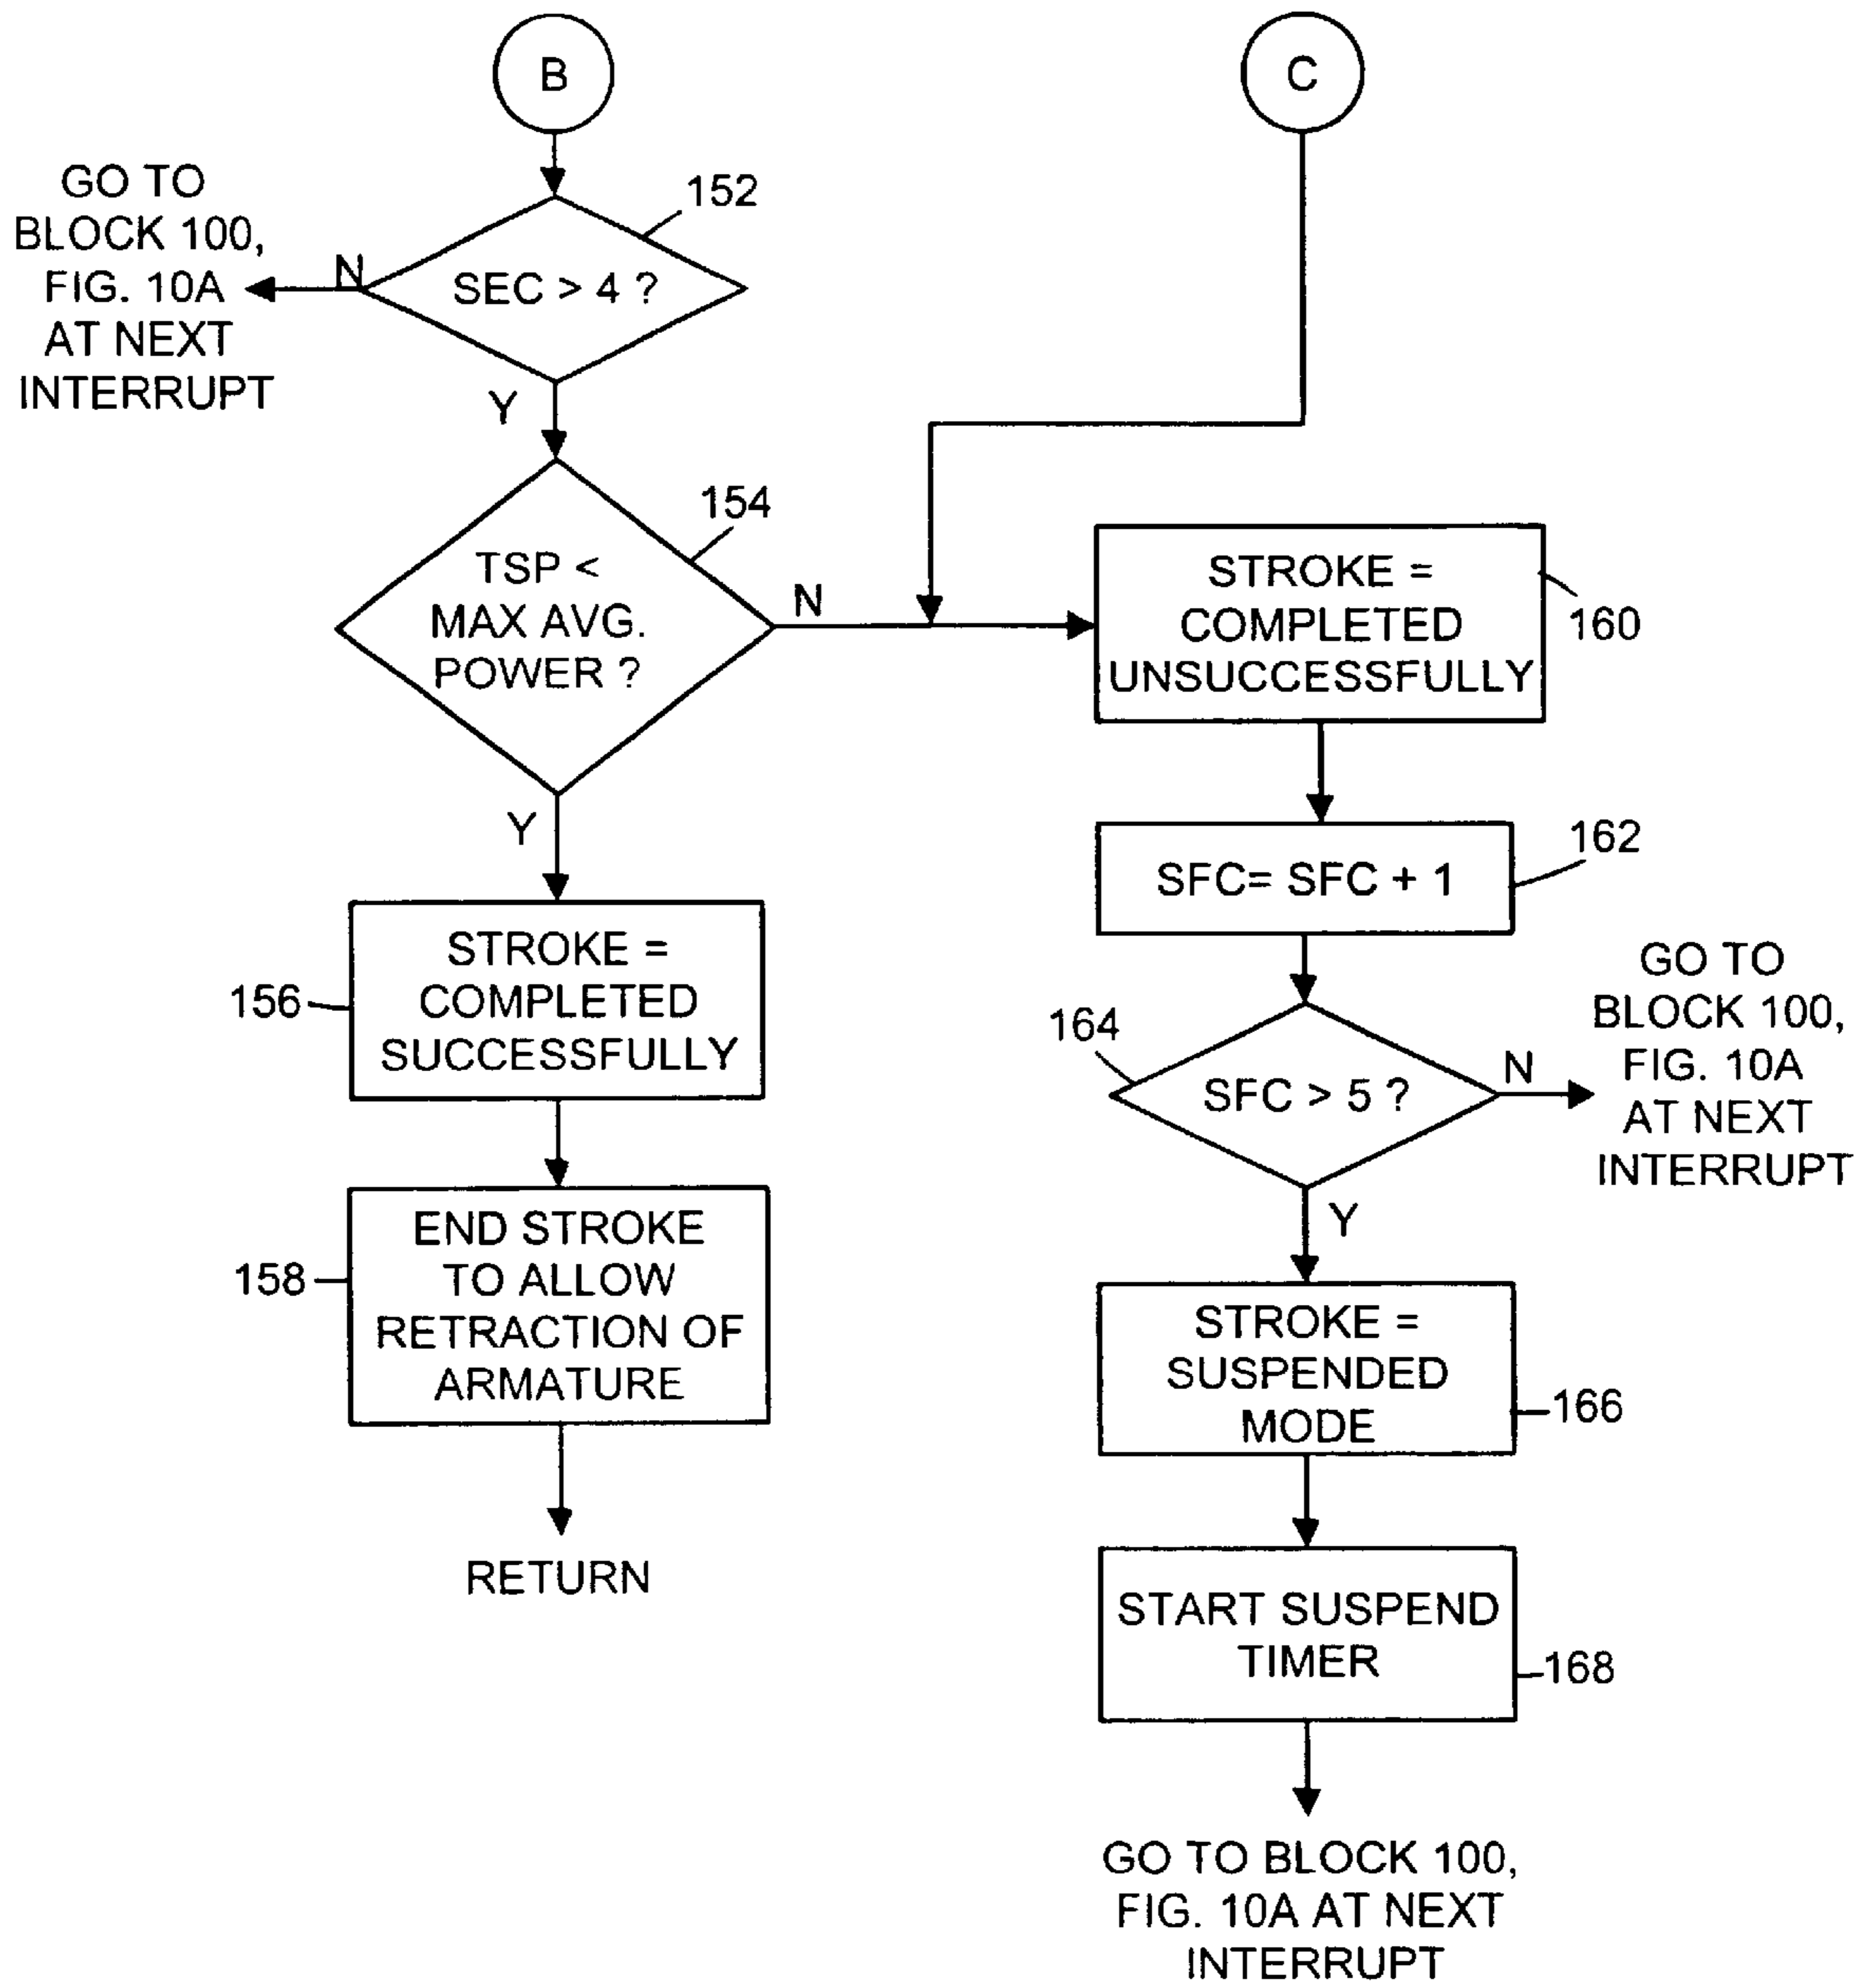 B
C
152
GO TO
BLOCK 100,
FIG. 10A
AT NEXT
INTERRUPT
N
SEC > 4 ?
Y
154
TSP <
MAX AVG.
POWER ?
N
Y
STROKE =
COMPLETED
UNSUCCESSFULLY
160
162
SFC= SFC + 1
156
STROKE =
COMPLETED
SUCCESSFULLY
164
SFC > 5 ?
N
GO TO
BLOCK 100,
FIG. 10A
AT NEXT
INTERRUPT
Y
158
END STROKE
TO ALLOW
RETRACTION OF
ARMATURE
RETURN
STROKE =
SUSPENDED
MODE
166
START SUSPEND
TIMER
168
GO TO BLOCK 100,
FIG. 10A AT NEXT
INTERRUPT